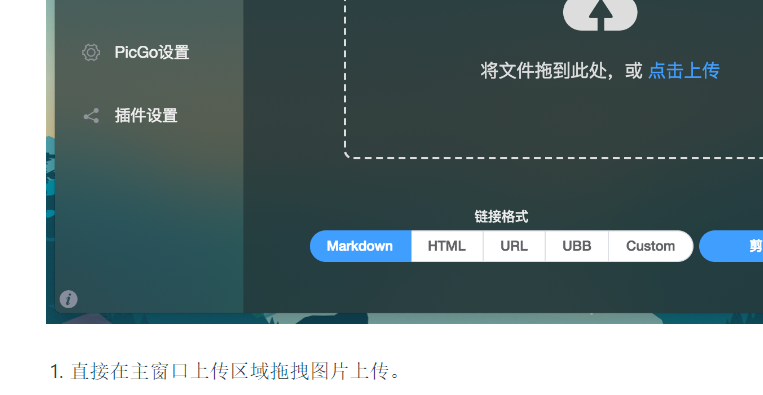 PicGo设置
将文件拖到此处，或 点击上传
插件设置
链接格式
Markdown HTML URL UBB Custom 剪
1. 直接在主窗口上传区域拖拽图片上传。